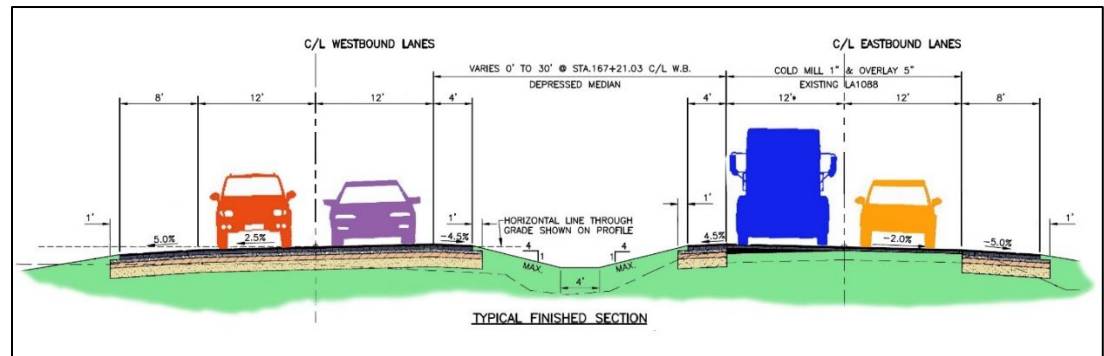 C/L WESTBOUND LANES
C/L EASTBOUND LANES
VARIES 0' TO 30' @ STA.167+21.03 C/L W.B.
DEPRESSED MEDIAN
COLD MILL 1" & OVERLAY 5"
EXISTING LA1088
8'
12'
12'
4'
4'
12'*
12'
8'
1'
1'
1'
1'
HORIZONTAL LINE THROUGH
GRADE SHOWN ON PROFILE
5.0%
2.5%
-4.5%
4
1
MAX.
4'
4
1
MAX.
4.5%
-2.0%
-5.0%
TYPICAL FINISHED SECTION